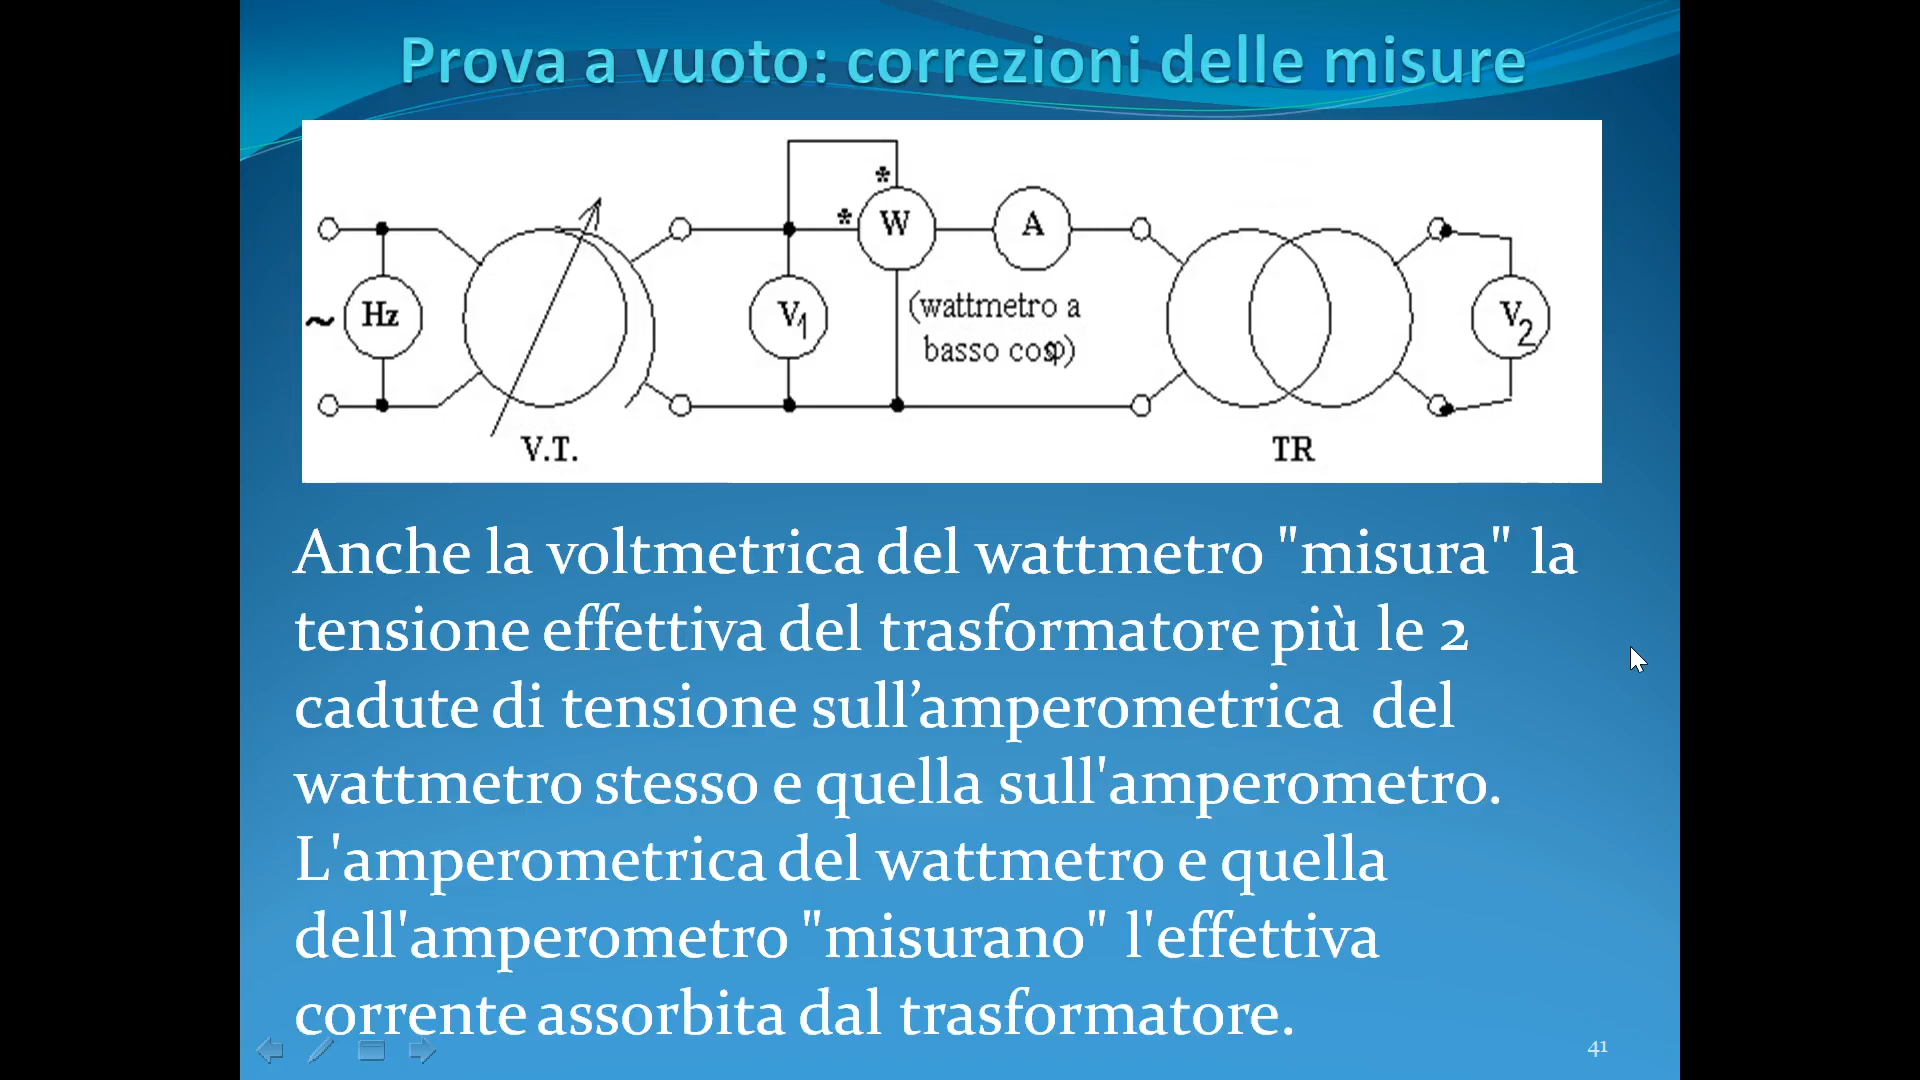 Prova a vuoto: correzioni delle misure
*
*
W
A
~
Hz
V1
(wattmetro a
basso cosφ)
V2
V.T.
TR
Anche la voltmetrica del wattmetro "misura" la
tensione effettiva del trasformatore più le 2
cadute di tensione sull’amperometrica del
wattmetro stesso e quella sull'amperometro.
L'amperometrica del wattmetro e quella
dell'amperometro "misurano" l'effettiva
corrente assorbita dal trasformatore.
41